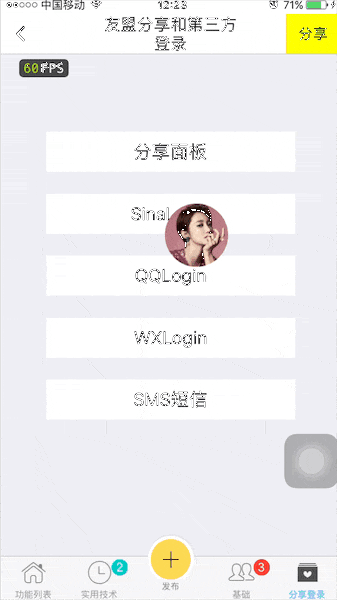 中国移动 12:23 71%
友盟分享和第三方
登录
分享
60 FPS
分享面板
Sina
QQLogin
WXLogin
SMS短信
2 3
功能列表 实用技术 发布 基础 分享登录